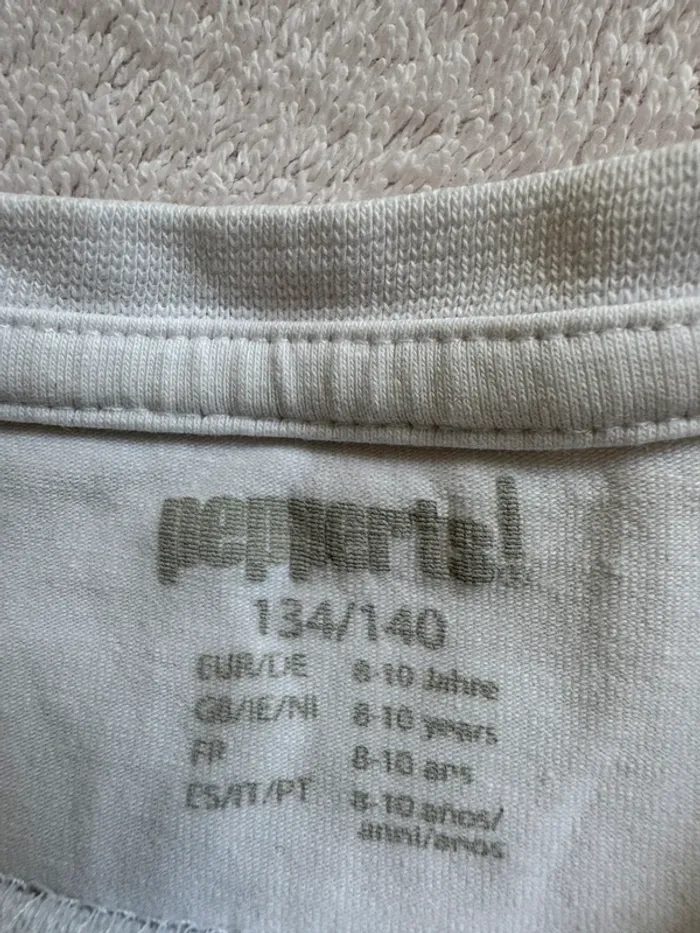 pepperts!
134/140
EUR/DE 8-10 Jahre
GB/IE/NI 8-10 years
FR 8-10 ans
ES/IT/PT 8-10 años/
anni/anos